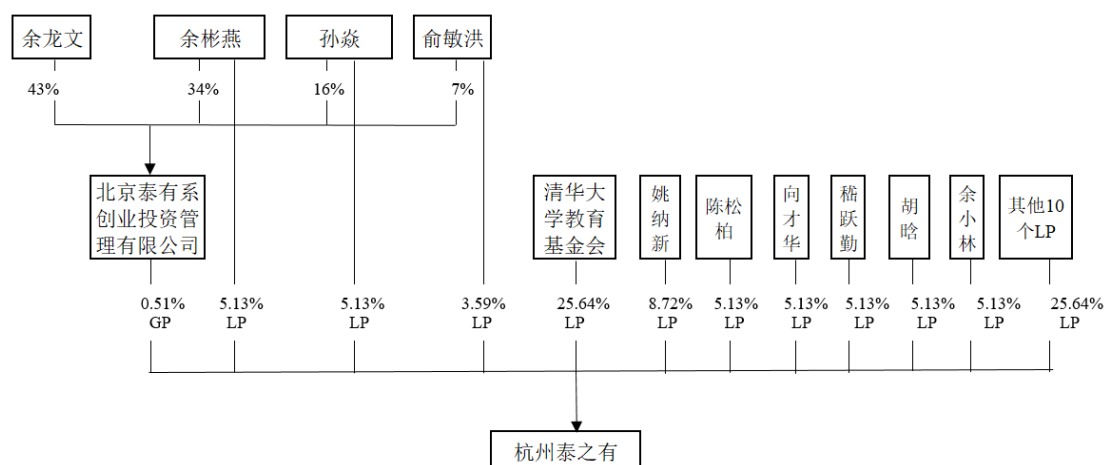 余龙文
余彬燕
孙焱
俞敏洪
43%
34%
16%
7%
北京泰有系
创业投资管
理有限公司
清华大
学教育
基金会
姚
纳
新
陈松
柏
向
才
华
嵇
跃
勤
胡
晗
余
小
林
其他10
个LP
0.51%
GP
5.13%
LP
5.13%
LP
3.59%
LP
25.64%
LP
8.72%
LP
5.13%
LP
5.13%
LP
5.13%
LP
5.13%
LP
5.13%
LP
25.64%
LP
杭州泰之有